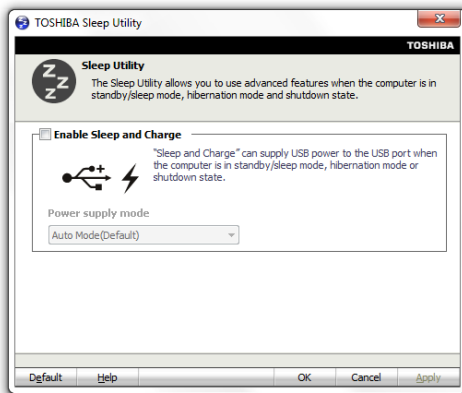 TOSHIBA Sleep Utility
TOSHIBA
Sleep Utility
The Sleep Utility allows you to use advanced features when the computer is in
standby/sleep mode, hibernation mode and shutdown state.
Enable Sleep and Charge
"Sleep and Charge" can supply USB power to the USB port when
the computer is in standby/sleep mode, hibernation mode or
shutdown state.
Power supply mode
Auto Mode(Default)
Default Help OK Cancel Apply